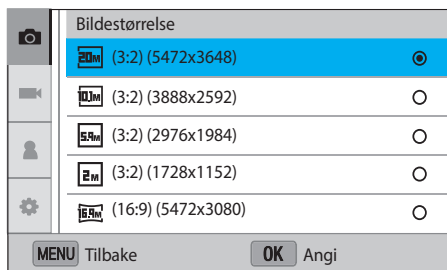 Bildestørrelse
20M (3:2) (5472x3648)
10.1M (3:2) (3888x2592)
5.9M (3:2) (2976x1984)
2M (3:2) (1728x1152)
16.9M (16:9) (5472x3080)
MENU Tilbake OK Angi